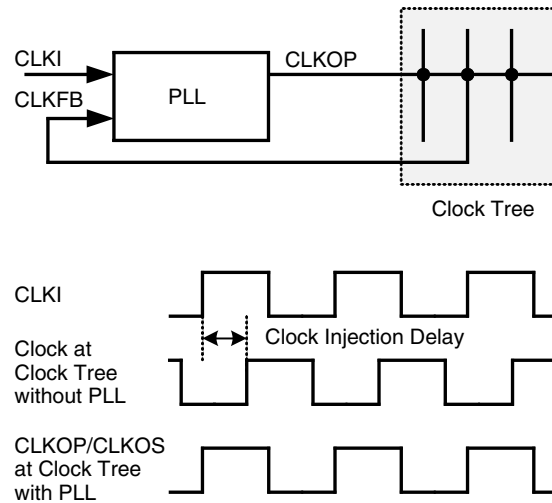 CLKI
CLKOP
CLKFB
PLL
Clock Tree
CLKI
Clock Injection Delay
Clock at
Clock Tree
without PLL
CLKOP/CLKOS
at Clock Tree
with PLL